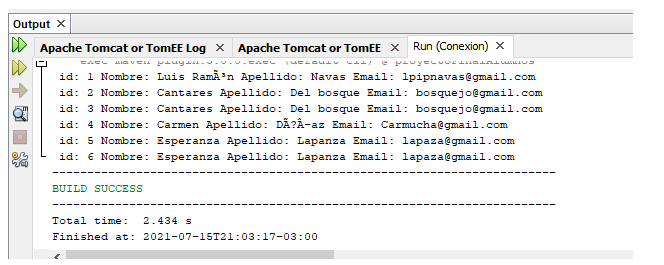 Output ×
Apache Tomcat or TomEE Log × Apache Tomcat or TomEE × Run (Conexion) ×
id: 1 Nombre: Luis RamÃ³n Apellido: Navas Email: lpipnavas@gmail.com
id: 2 Nombre: Cantares Apellido: Del bosque Email: bosquejo@gmail.com
id: 3 Nombre: Cantares Apellido: Del bosque Email: bosquejo@gmail.com
id: 4 Nombre: Carmen Apellido: DÃ?Â-az Email: Carmucha@gmail.com
id: 5 Nombre: Esperanza Apellido: Lapanza Email: lapaza@gmail.com
id: 6 Nombre: Esperanza Apellido: Lapanza Email: lapaza@gmail.com
------------------------------------------------------------------------
BUILD SUCCESS
------------------------------------------------------------------------
Total time: 2.434 s
Finished at: 2021-07-15T21:03:17-03:00